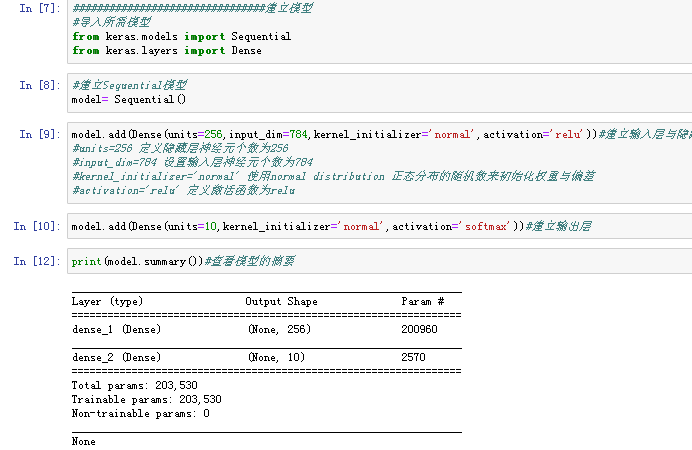 In [7]: ###############################建立模型
#导入所需模型
from keras.models import Sequential
from keras.layers import Dense
In [8]: #建立Sequential模型
model= Sequential()
In [9]: model.add(Dense(units=256,input_dim=784,kernel_initializer='normal',activation='relu'))#建立输入层与隐藏
#units=256 定义隐藏层神经元个数为256
#input_dim=784 设置输入层神经元个数为784
#kernel_initializer='normal' 使用normal distribution 正态分布的随机数来初始化权重与偏差
#activation='relu' 定义激活函数为relu
In [10]: model.add(Dense(units=10,kernel_initializer='normal',activation='softmax'))#建立输出层
In [12]: print(model.summary())#查看模型的摘要
Layer (type) Output Shape Param #
=================================================================
dense_1 (Dense) (None, 256) 200960
dense_2 (Dense) (None, 10) 2570
=================================================================
Total params: 203,530
Trainable params: 203,530
Non-trainable params: 0
None